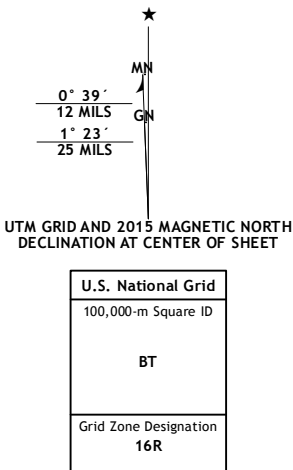 ★
MN
0° 39´
12 MILS
GN
1° 23´
25 MILS
UTM GRID AND 2015 MAGNETIC NORTH
DECLINATION AT CENTER OF SHEET
U.S. National Grid
100,000-m Square ID
BT
Grid Zone Designation
16R